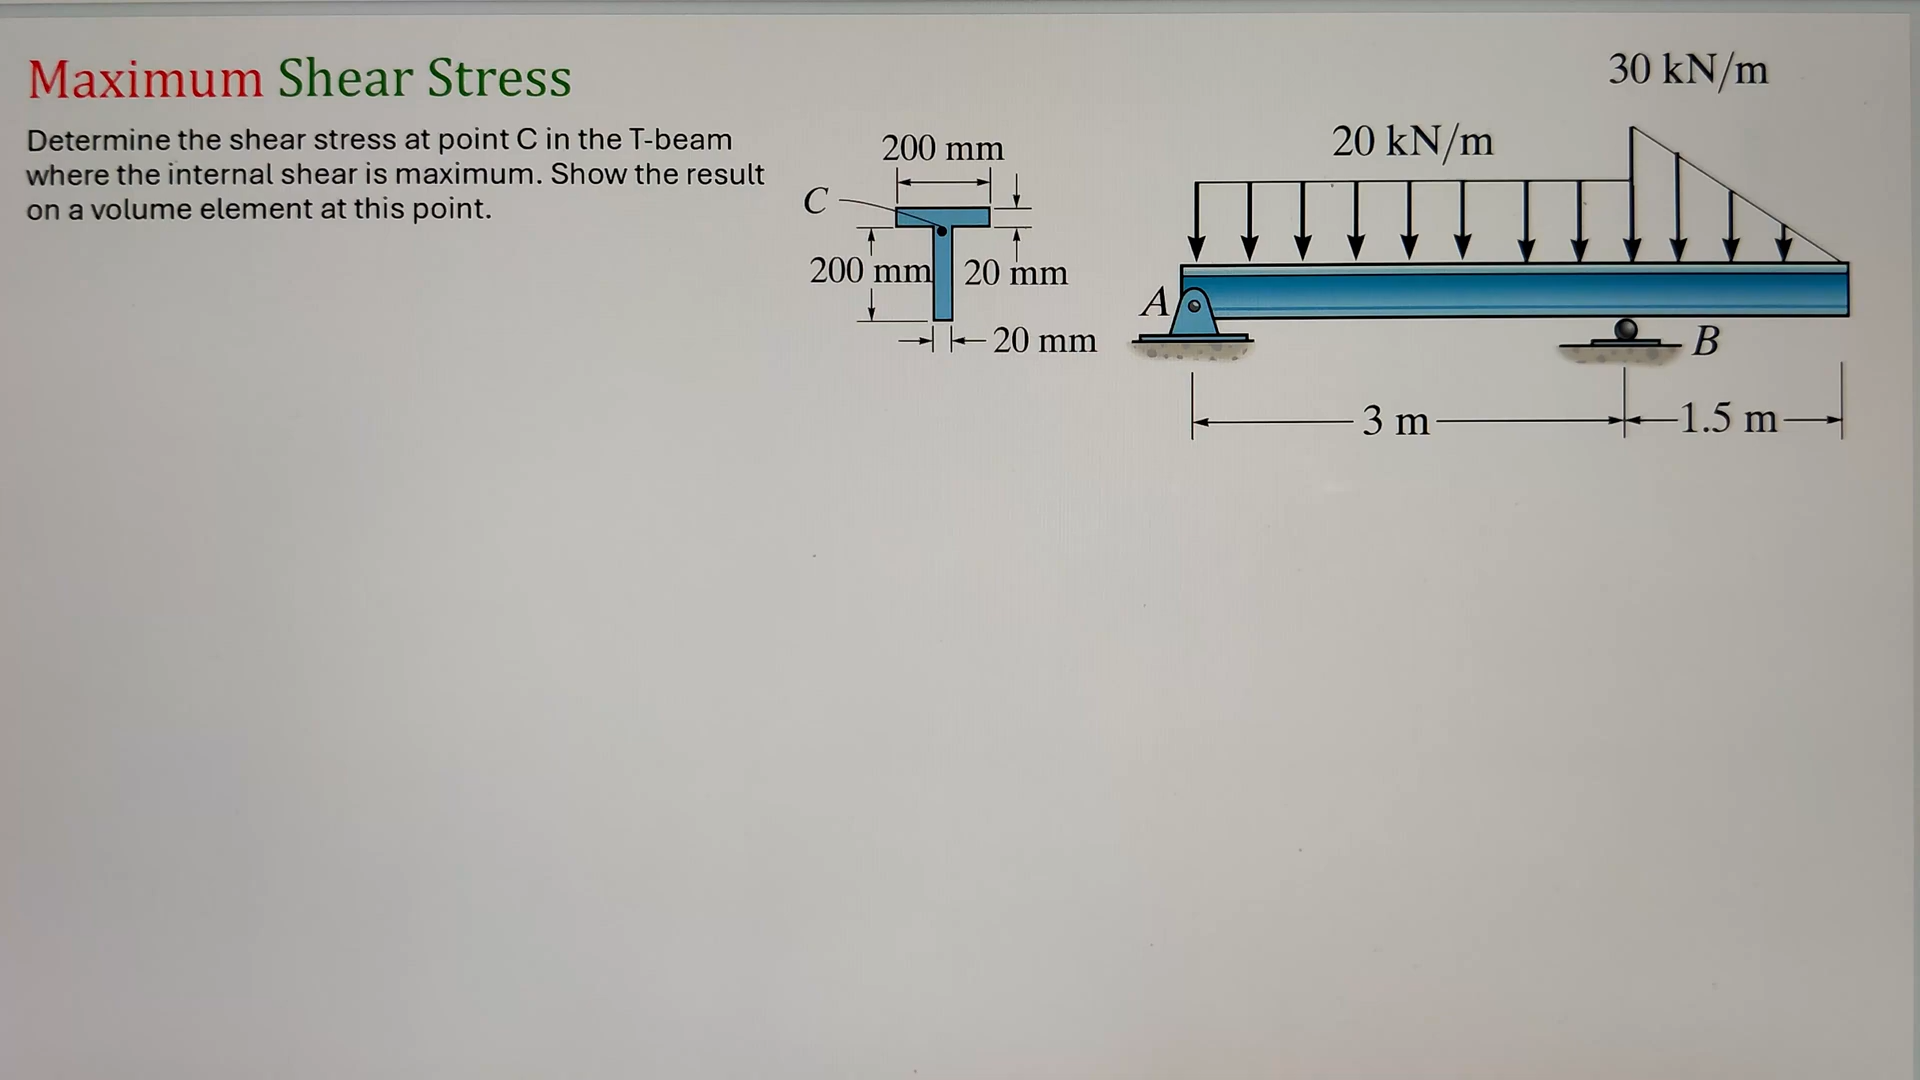 Maximum Shear Stress
Determine the shear stress at point C in the T-beam
where the internal shear is maximum. Show the result
on a volume element at this point.
200 mm
C
200 mm
20 mm
20 mm
30 kN/m
20 kN/m
A
B
3 m
1.5 m